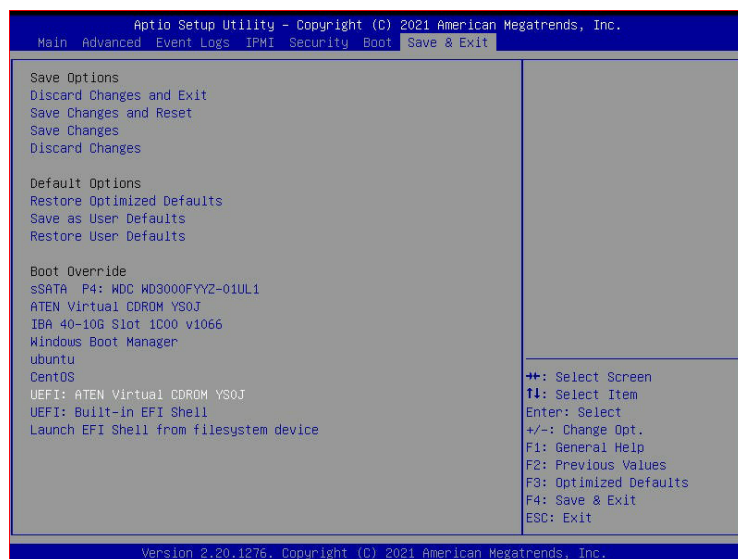 Aptio Setup Utility – Copyright (C) 2021 American Megatrends, Inc.
Main Advanced Event Logs IPMI Security Boot Save & Exit
Save Options
Discard Changes and Exit
Save Changes and Reset
Save Changes
Discard Changes
Default Options
Restore Optimized Defaults
Save as User Defaults
Restore User Defaults
Boot Override
sSATA P4: WDC WD3000FYYZ-01UL1
ATEN Virtual CDROM YS0J
IBA 40-10G Slot 1C00 v1066
Windows Boot Manager
ubuntu
CentOS
UEFI: ATEN Virtual CDROM YS0J
UEFI: Built-in EFI Shell
Launch EFI Shell from filesystem device
→←: Select Screen
↑↓: Select Item
Enter: Select
+/-: Change Opt.
F1: General Help
F2: Previous Values
F3: Optimized Defaults
F4: Save & Exit
ESC: Exit
Version 2.20.1276. Copyright (C) 2021 American Megatrends, Inc.